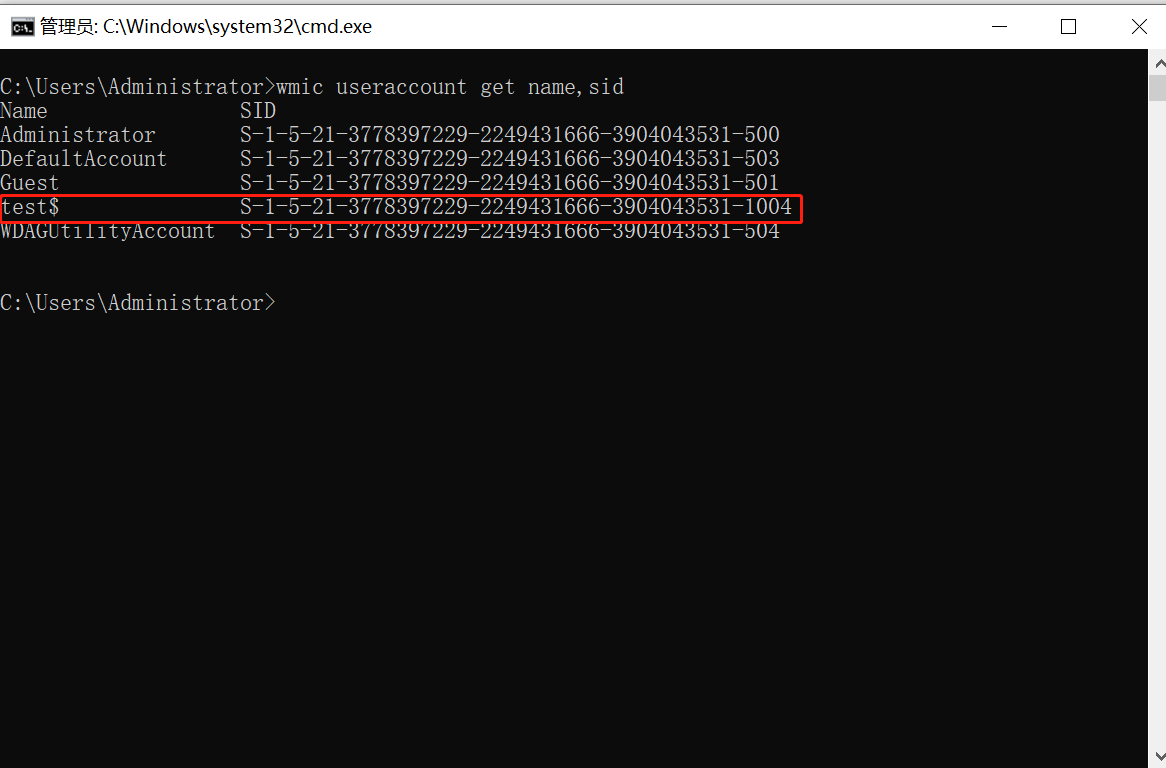 管理员: C:\Windows\system32\cmd.exe
C:\Users\Administrator>wmic useraccount get name,sid
Name                SID
Administrator       S-1-5-21-3778397229-2249431666-3904043531-500
DefaultAccount      S-1-5-21-3778397229-2249431666-3904043531-503
Guest               S-1-5-21-3778397229-2249431666-3904043531-501
test$               S-1-5-21-3778397229-2249431666-3904043531-1004
WDAGUtilityAccount  S-1-5-21-3778397229-2249431666-3904043531-504
C:\Users\Administrator>